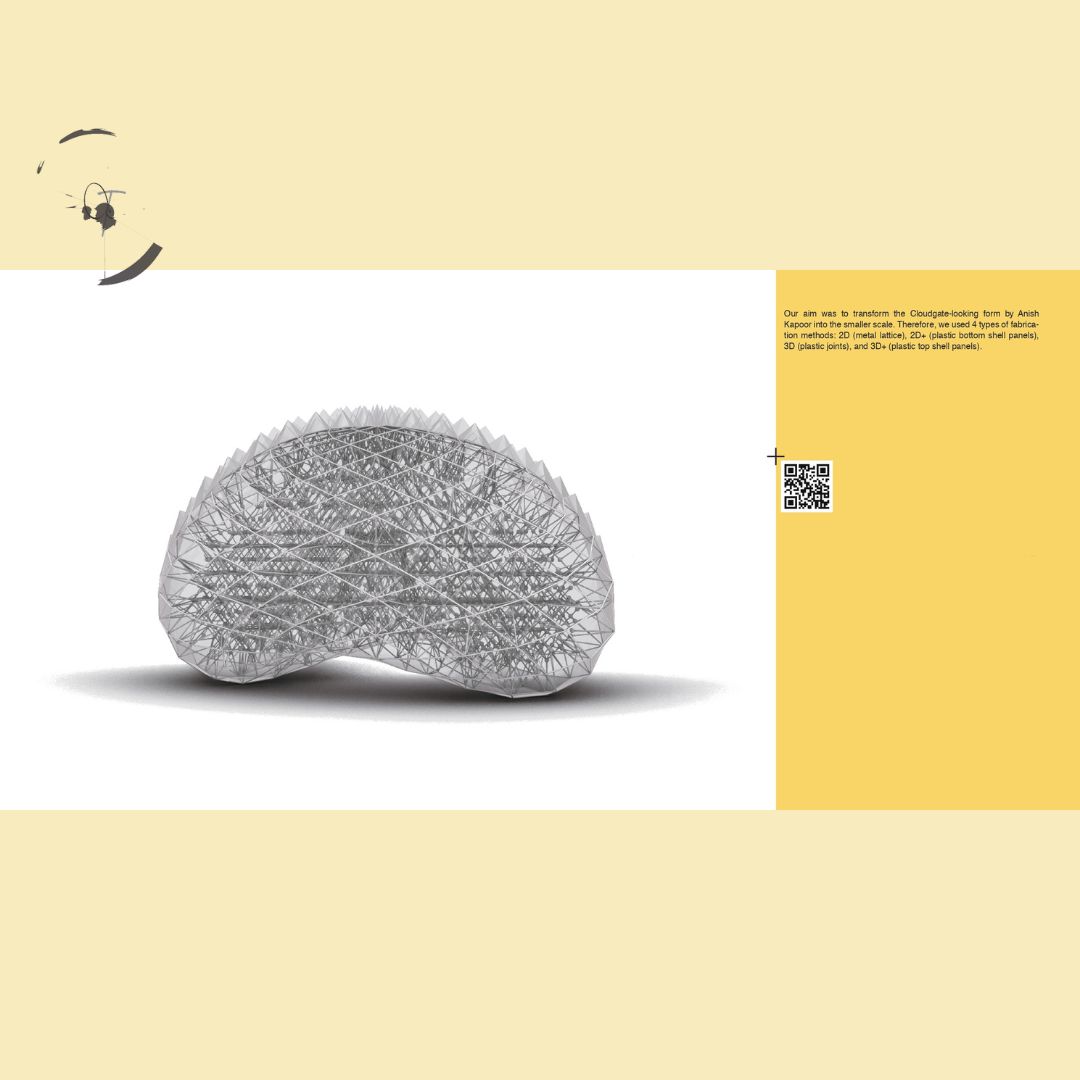 Our aim was to transform the Cloudgate-looking form by Anish
Kapoor into the smaller scale. Therefore, we used 4 types of fabrica-
tion methods: 2D (metal lattice), 2D+ (plastic bottom shell panels),
3D (plastic joints), and 3D+ (plastic top shell panels).